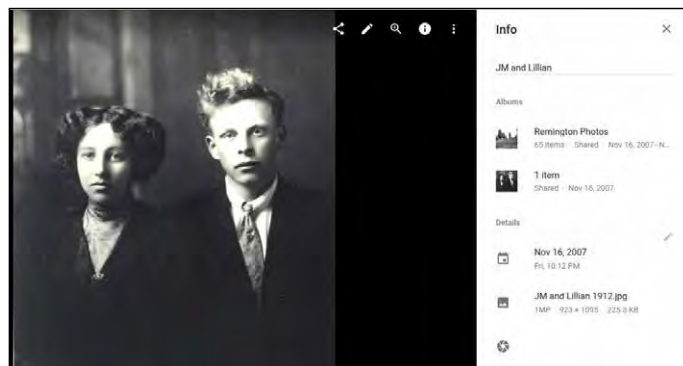 Info
JM and Lillian
Albums
Remington Photos
65 items Shared Nov 16, 2007–N...
1 item
Shared · Nov 16, 2007
Details
Nov 16, 2007
Fri, 10:12 PM
JM and Lillian 1912.jpg
1MP 923 × 1095 225.8 KB